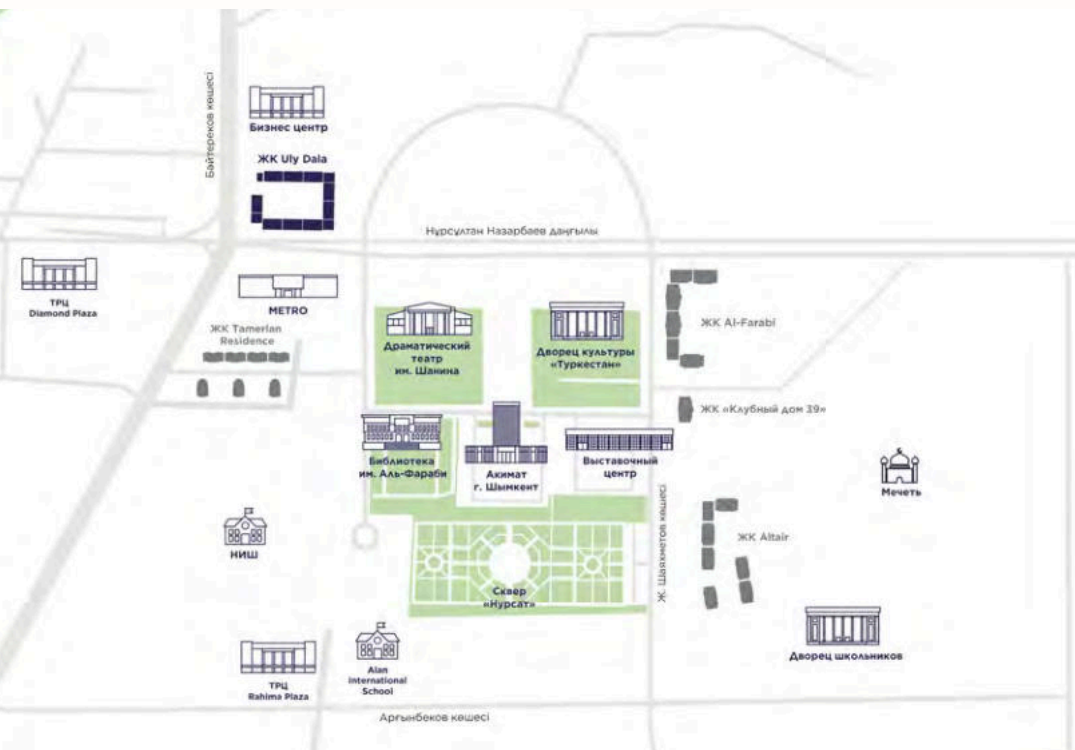 Байтереков көшесі
Бизнес центр
ЖК Uly Dala
Нұрсұлтан Назарбаев даңғылы
ТРЦ
Diamond Plaza
METRO
ЖК Tamerlan
Residence
Драматический
театр
им. Шанина
Дворец культуры
«Туркестан»
ЖК Al-Farabi
ЖК «Клубный дом 39»
Библиотека
им. Аль-Фараби
Акимат
г. Шымкент
Выставочный
центр
Мечеть
НИШ
Ж. Шаяхметов көшесі
ЖК Altair
Сквер
«Нурсат»
Дворец школьников
ТРЦ
Rahima Plaza
Alan
International
School
Арғынбеков көшесі